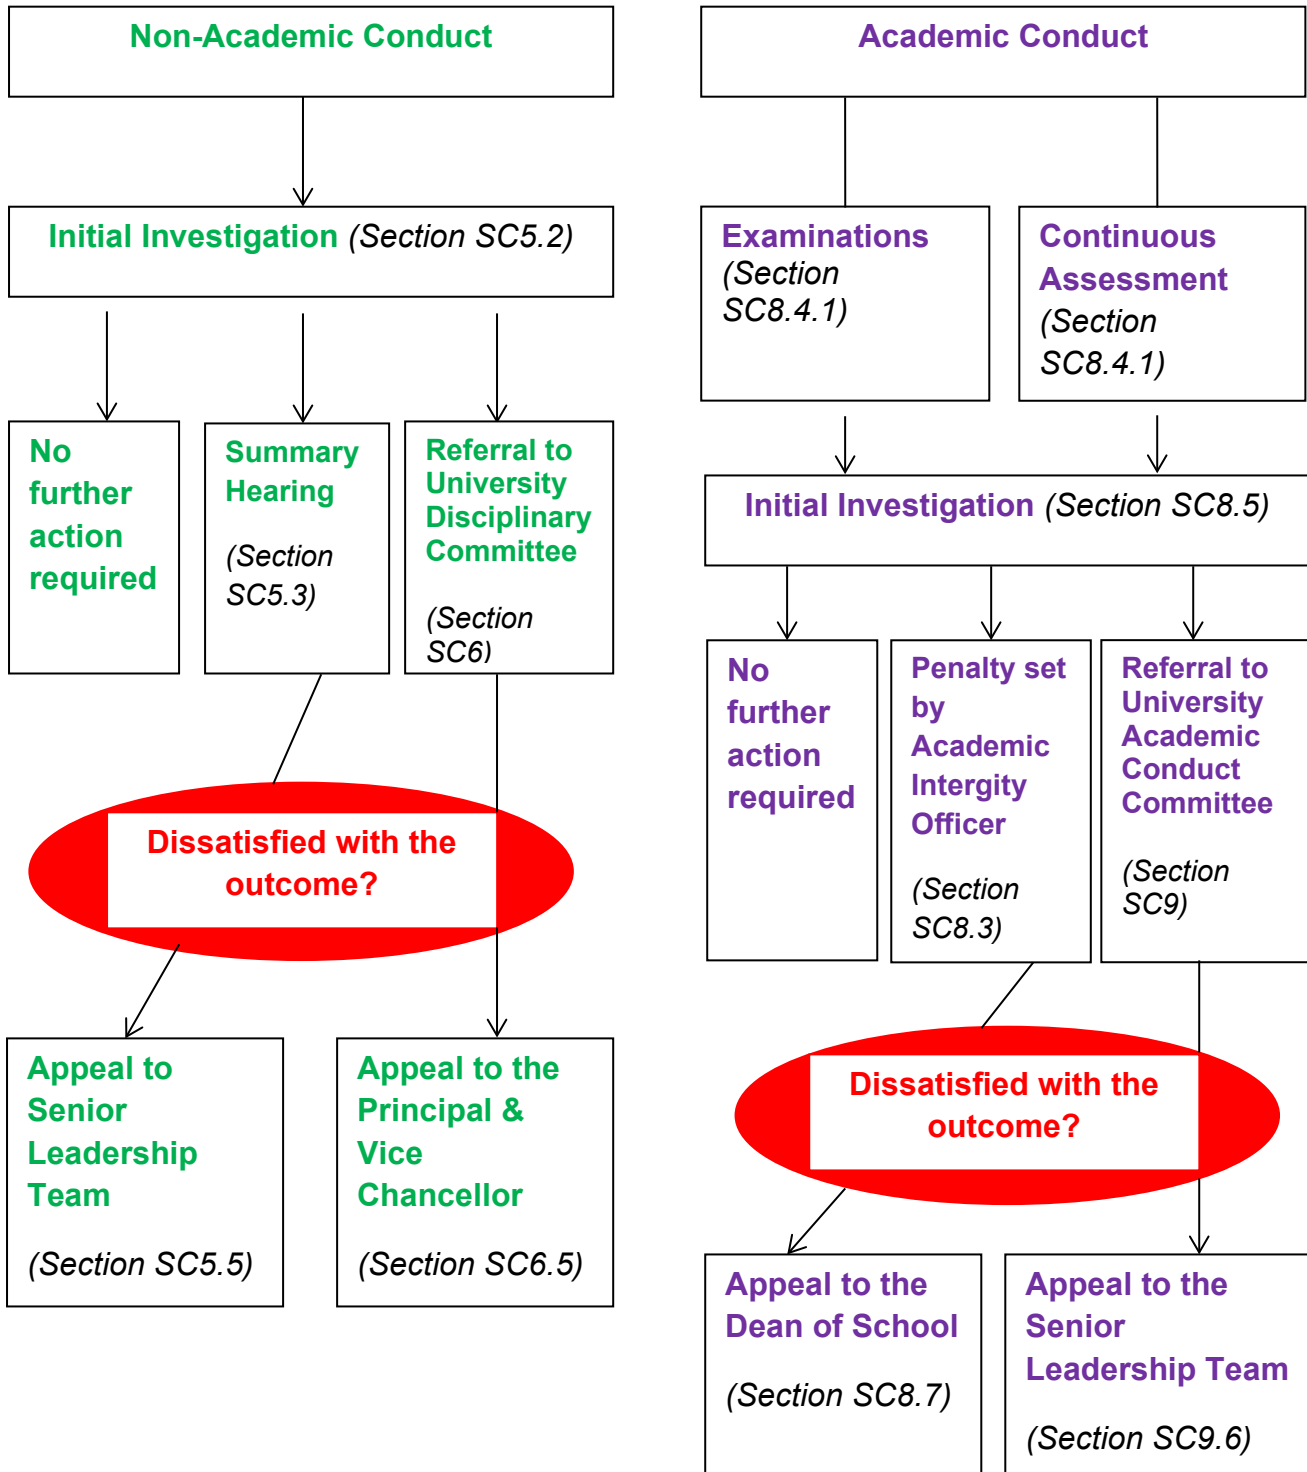 Non-Academic Conduct
Initial Investigation (Section SC5.2)
No
further
action
required
Summary
Hearing
(Section
SC5.3)
Referral to
University
Disciplinary
Committee
(Section
SC6)
Dissatisfied with the
outcome?
Appeal to
Senior
Leadership
Team
(Section SC5.5)
Appeal to the
Principal &
Vice
Chancellor
(Section SC6.5)
Academic Conduct
Examinations
(Section
SC8.4.1)
Continuous
Assessment
(Section
SC8.4.1)
Initial Investigation (Section SC8.5)
No
further
action
required
Penalty set
by
Academic
Intergity
Officer
(Section
SC8.3)
Referral to
University
Academic
Conduct
Committee
(Section
SC9)
Dissatisfied with the
outcome?
Appeal to the
Dean of School
(Section SC8.7)
Appeal to the
Senior
Leadership Team
(Section SC9.6)